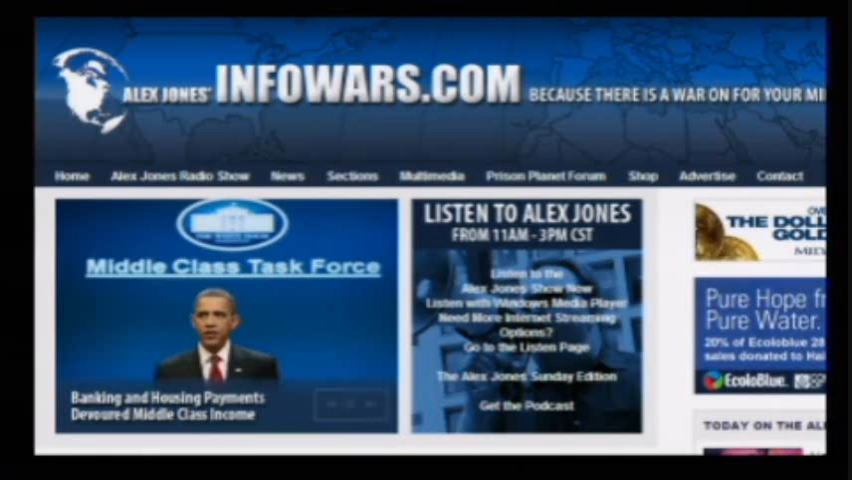 ALEX JONES' INFOWARS.COM BECAUSE THERE IS A WAR ON FOR YOUR MI
Home Alex Jones Radio Show News Sections Multimedia Prison Planet Forum Shop Advertise Contact
THE WHITE HOUSE
Middle Class Task Force
Banking and Housing Payments
Devoured Middle Class Income
LISTEN TO ALEX JONES
FROM 11AM - 3PM CST
Listen to the
Alex Jones Show Now
Listen with Windows Media Player
Need More Internet Streaming
Options?
Go to the Listen Page
The Alex Jones Sunday Edition
Get the Podcast
THE DOLL
GOLD
Pure Hope fr
Pure Water.
20% of Ecoloblue 28
sales donated to Hai
EcoloBlue.
TODAY ON THE AL